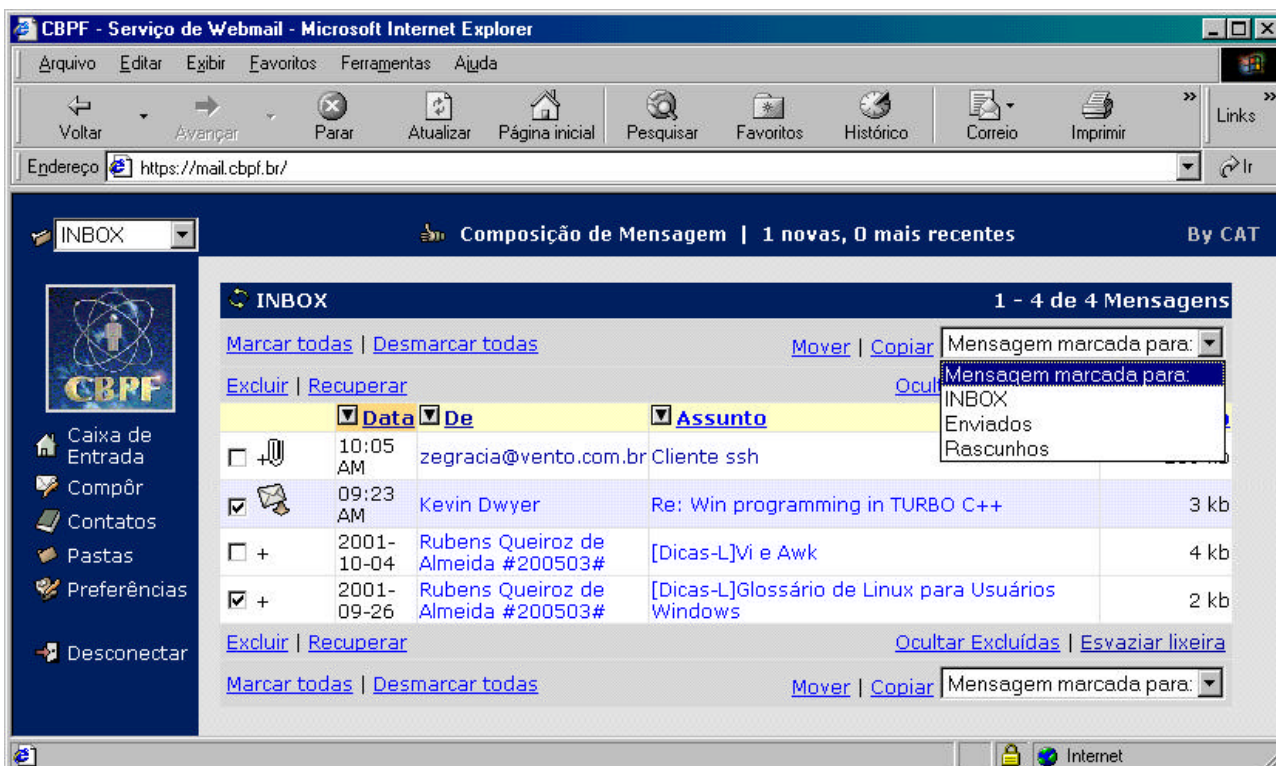 CBPF - Serviço de Webmail - Microsoft Internet Explorer
Arquivo Editar Exibir Favoritos Ferramentas Ajuda
Voltar Avançar Parar Atualizar Página inicial Pesquisar Favoritos Histórico Correio Imprimir » Links »
Endereço https://mail.cbpf.br/ Ir
INBOX Composição de Mensagem | 1 novas, 0 mais recentes By CAT
INBOX 1 - 4 de 4 Mensagens
Marcar todas | Desmarcar todas Mover | Copiar Mensagem marcada para:
Mensagem marcada para:
INBOX
Enviados
Rascunhos
Excluir | Recuperar
Data De Assunto
10:05 AM zegracia@vento.com.br Cliente ssh
09:23 AM Kevin Dwyer Re: Win programming in TURBO C++ 3 kb
2001-10-04 Rubens Queiroz de Almeida #200503# [Dicas-L]Vi e Awk 4 kb
2001-09-26 Rubens Queiroz de Almeida #200503# [Dicas-L]Glossário de Linux para Usuários Windows 2 kb
Excluir | Recuperar Ocultar Excluídas | Esvaziar lixeira
Marcar todas | Desmarcar todas Mover | Copiar Mensagem marcada para:
CBPF
Caixa de Entrada
Compôr
Contatos
Pastas
Preferências
Desconectar
Internet